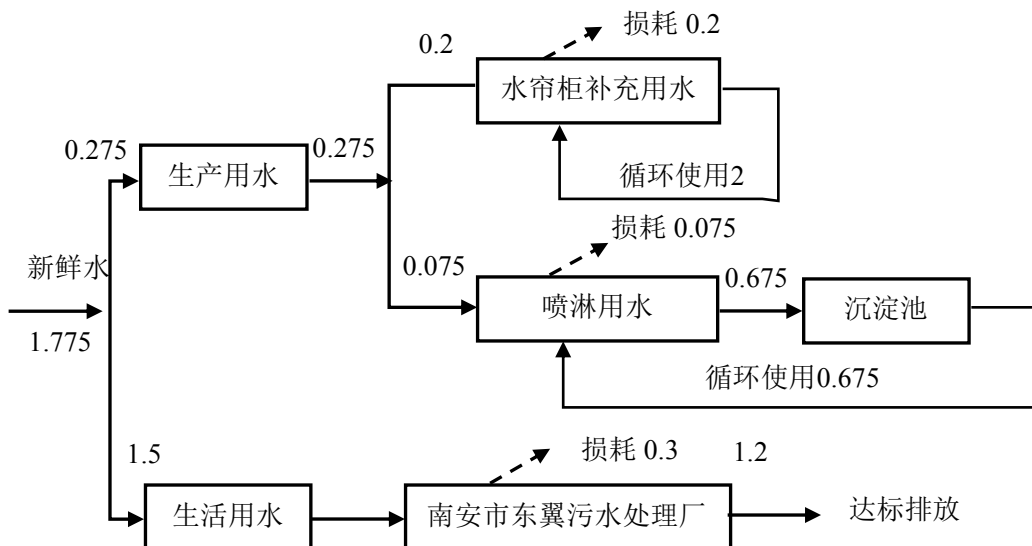 损耗 0.2
0.2
水帘柜补充用水
0.275
0.275
生产用水
循环使用2
损耗 0.075
新鲜水
0.075
0.675
喷淋用水
沉淀池
1.775
循环使用0.675
1.5
损耗 0.3
1.2
生活用水
南安市东翼污水处理厂
达标排放